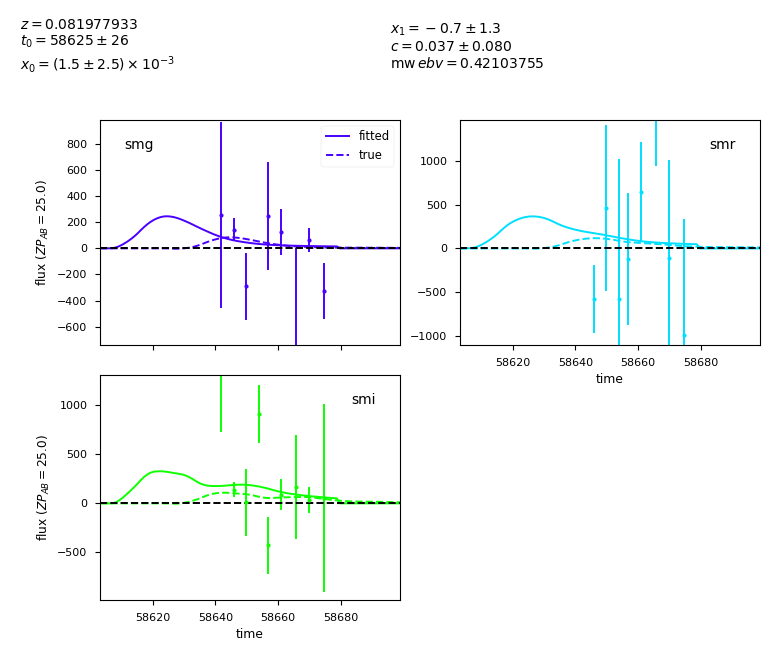 z = 0.081977933
t₀ = 58625 ± 26
x₀ = (1.5 ± 2.5) × 10⁻³
x₁ = −0.7 ± 1.3
c = 0.037 ± 0.080
mw ebv = 0.42103755
smg
fitted
true
800
600
400
200
0
−200
−400
−600
flux (ZP_AB = 25.0)
smr
1000
500
0
−500
−1000
58620 58640 58660 58680
time
smi
1000
500
0
−500
flux (ZP_AB = 25.0)
58620 58640 58660 58680
time